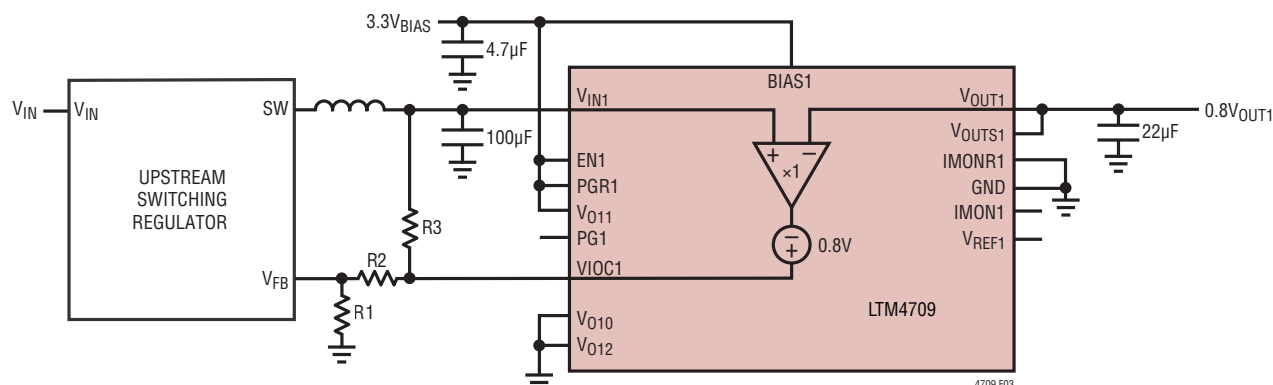 3.3VBIAS
4.7µF
BIAS1
VIN
VIN
SW
VIN1
VOUT1
0.8VOUT1
100µF
VOUTS1
22µF
EN1
+
–
×1
IMONR1
UPSTREAM
SWITCHING
REGULATOR
PGR1
GND
R3
VO11
IMON1
PG1
–
+
0.8V
VREF1
R2
VFB
VIOC1
R1
LTM4709
VO10
VO12
4709 F03